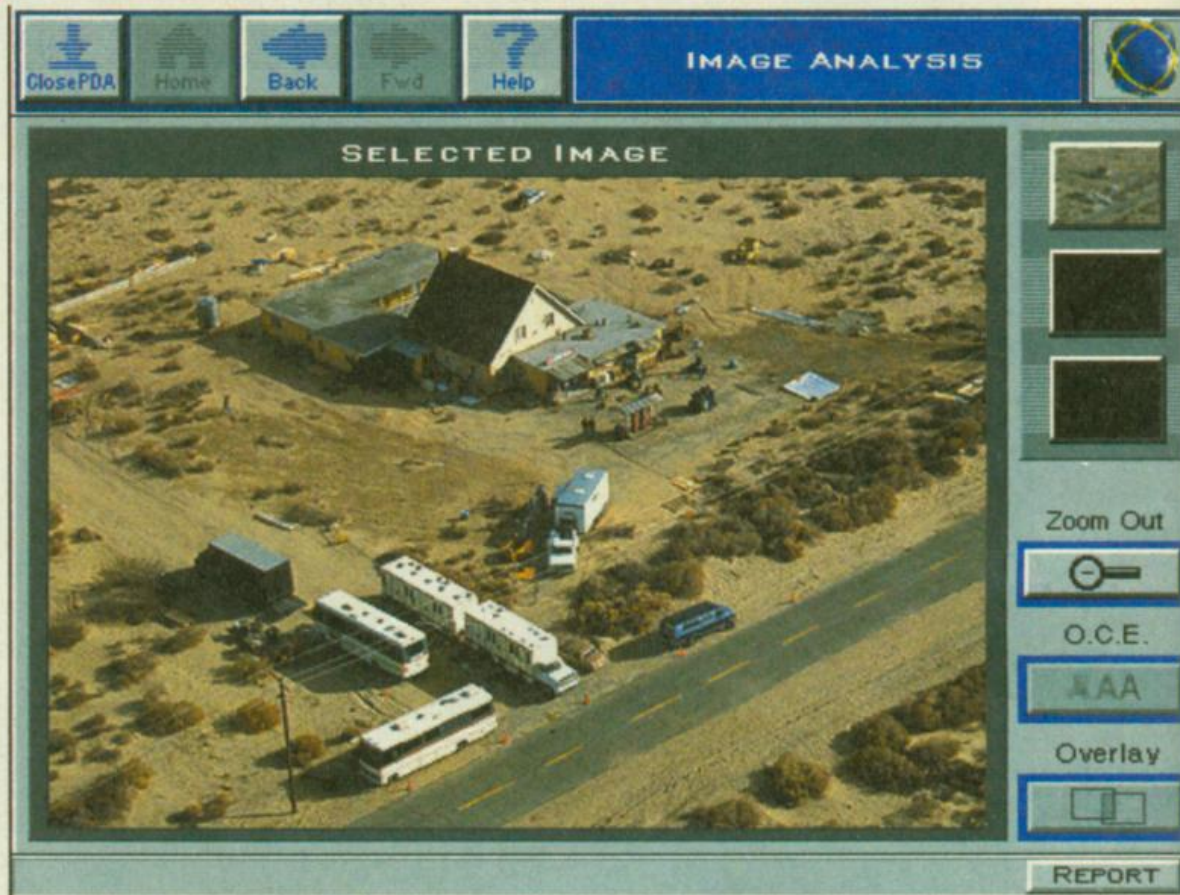 ClosePDA
Home
Back
Fwd
Help
IMAGE ANALYSIS
SELECTED IMAGE
Zoom Out
O.C.E.
AA
Overlay
REPORT